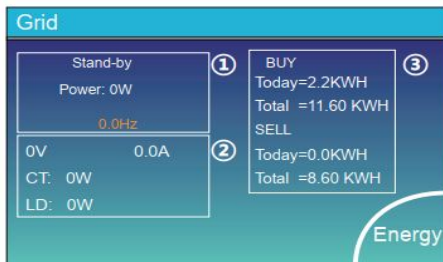 Grid
Stand-by
Power: 0W
0.0Hz
①
0V 0.0A
CT: 0W
LD: 0W
②
BUY
Today=2.2KWH
Total =11.60 KWH
SELL
Today=0.0KWH
Total =8.60 KWH
③
Energy